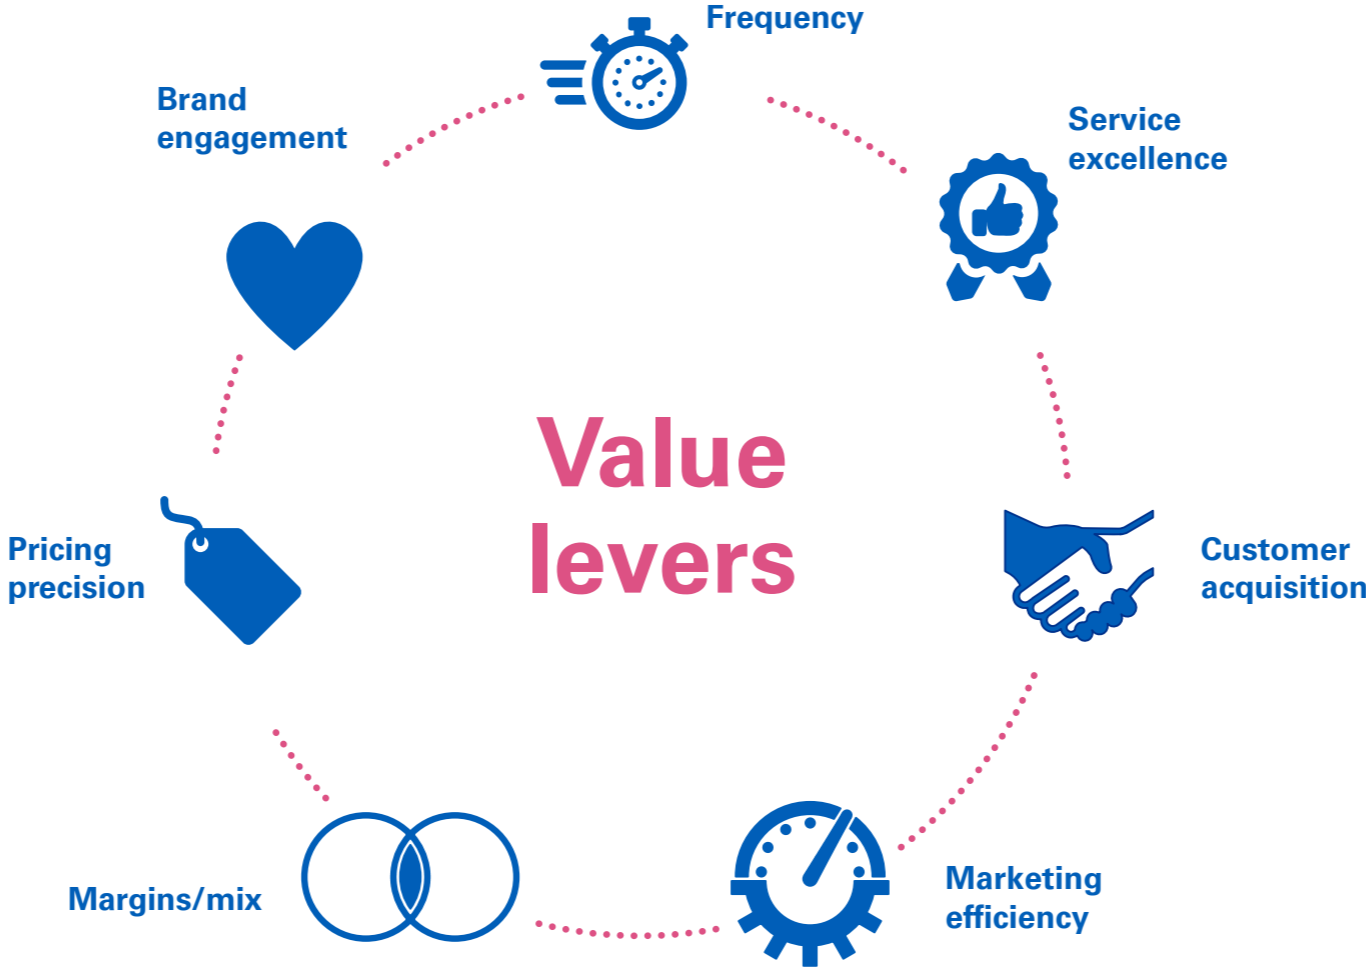 Frequency
Brand
engagement
Service
excellence
Value
levers
Pricing
precision
Customer
acquisition
Margins/mix
Marketing
efficiency